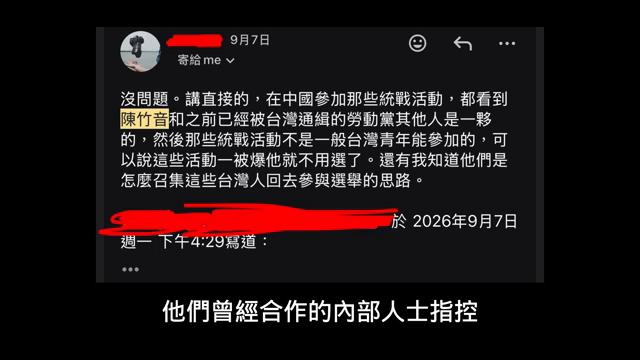 9月7日
寄給 me
沒問題。講直接的,在中國參加那些統戰活動,都看到
陳竹音和之前已經被台灣通緝的勞動黨其他人是一夥
的,然後那些統戰活動不是一般台灣青年能參加的,可
以說這些活動一被爆他就不用選了。還有我知道他們是
怎麼召集這些台灣人回去參與選舉的思路。
於 2026年9月7日
週一 下午4:29寫道:
他們曾經合作的內部人士指控